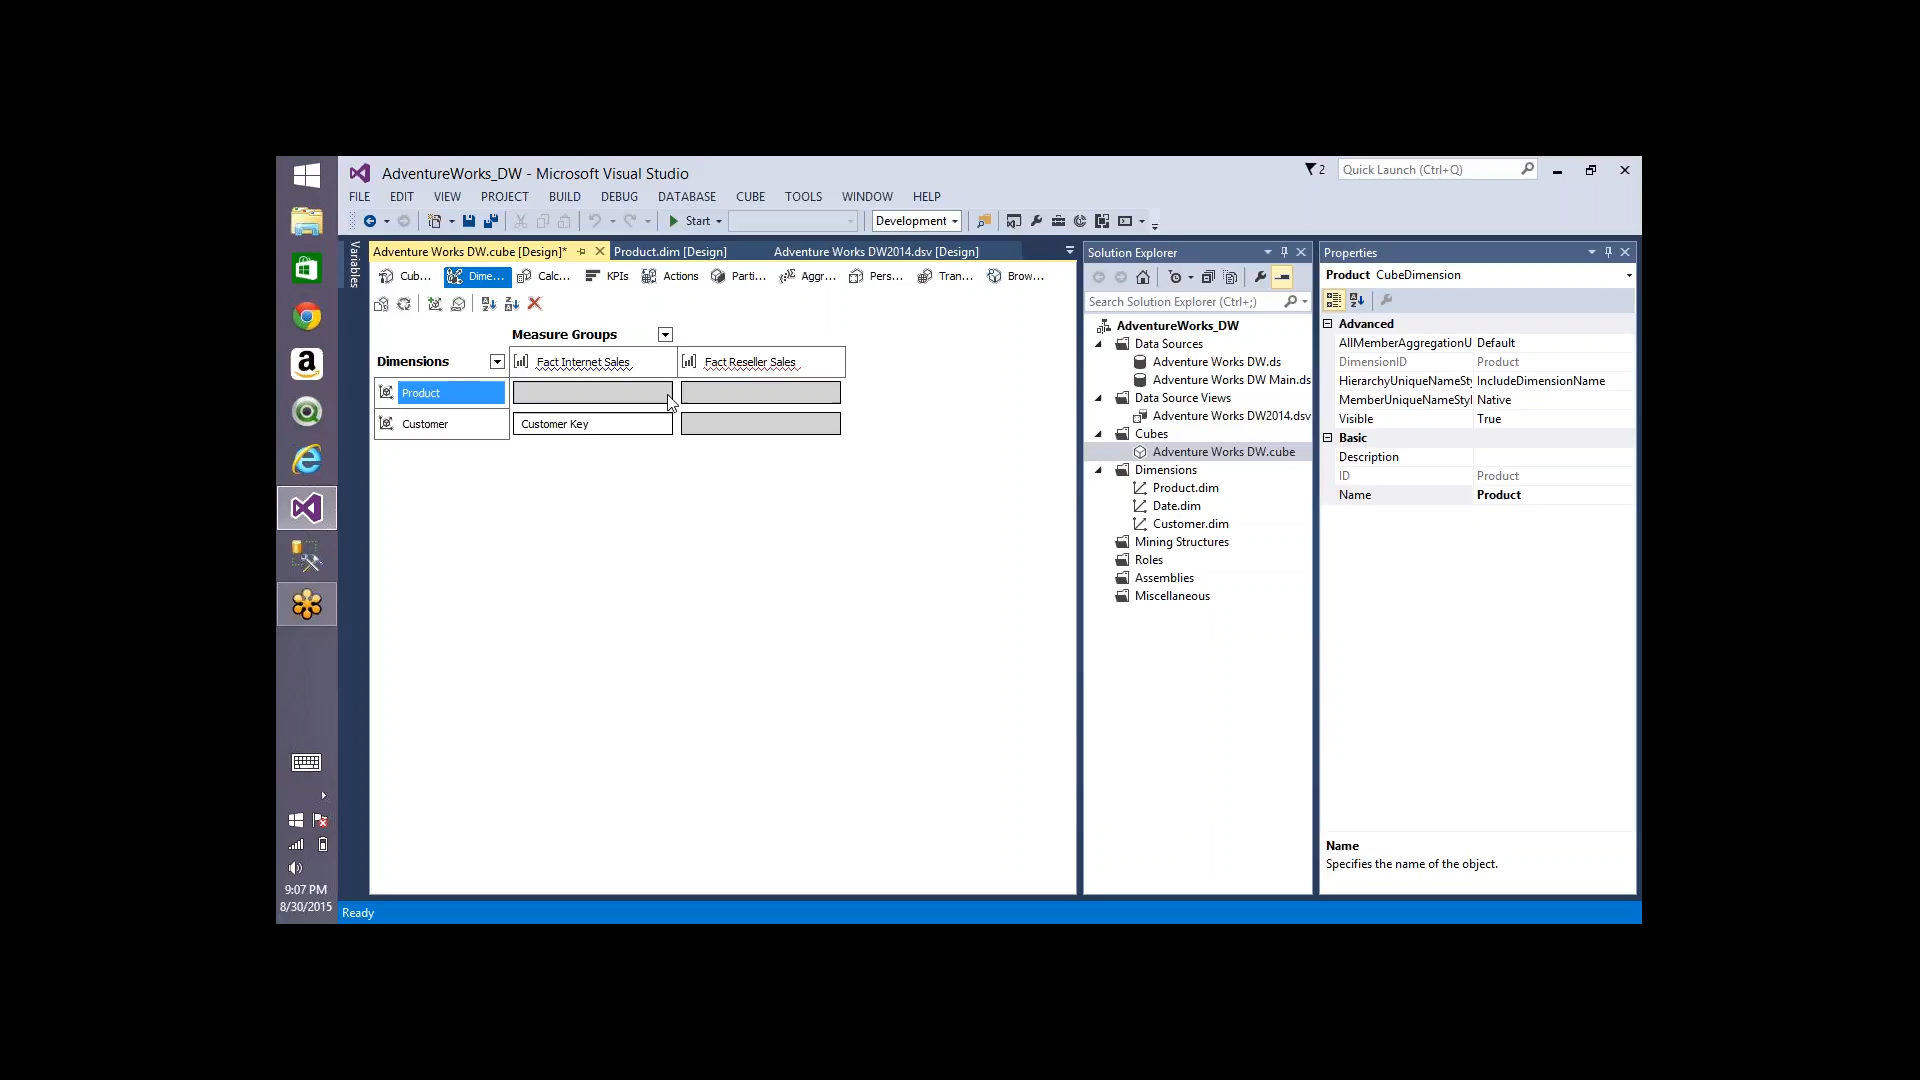 AdventureWorks_DW - Microsoft Visual Studio
2
Quick Launch (Ctrl+Q)
FILE EDIT VIEW PROJECT BUILD DEBUG DATABASE CUBE TOOLS WINDOW HELP
Start
Development
Variables
Adventure Works DW.cube [Design]*
Product.dim [Design]
Adventure Works DW2014.dsv [Design]
Cub... Dime... Calc... KPIs Actions Parti... Aggr... Pers... Tran... Brow...
Measure Groups
Dimensions
Fact Internet Sales
Fact Reseller Sales
Product
Customer
Customer Key
Solution Explorer
Search Solution Explorer (Ctrl+;)
AdventureWorks_DW
Data Sources
Adventure Works DW.ds
Adventure Works DW Main.ds
Data Source Views
Adventure Works DW2014.dsv
Cubes
Adventure Works DW.cube
Dimensions
Product.dim
Date.dim
Customer.dim
Mining Structures
Roles
Assemblies
Miscellaneous
Properties
Product CubeDimension
Advanced
AllMemberAggregationU Default
DimensionID Product
HierarchyUniqueNameSty IncludeDimensionName
MemberUniqueNameStyl Native
Visible True
Basic
Description
ID Product
Name Product
Name
Specifies the name of the object.
9:07 PM
8/30/2015
Ready